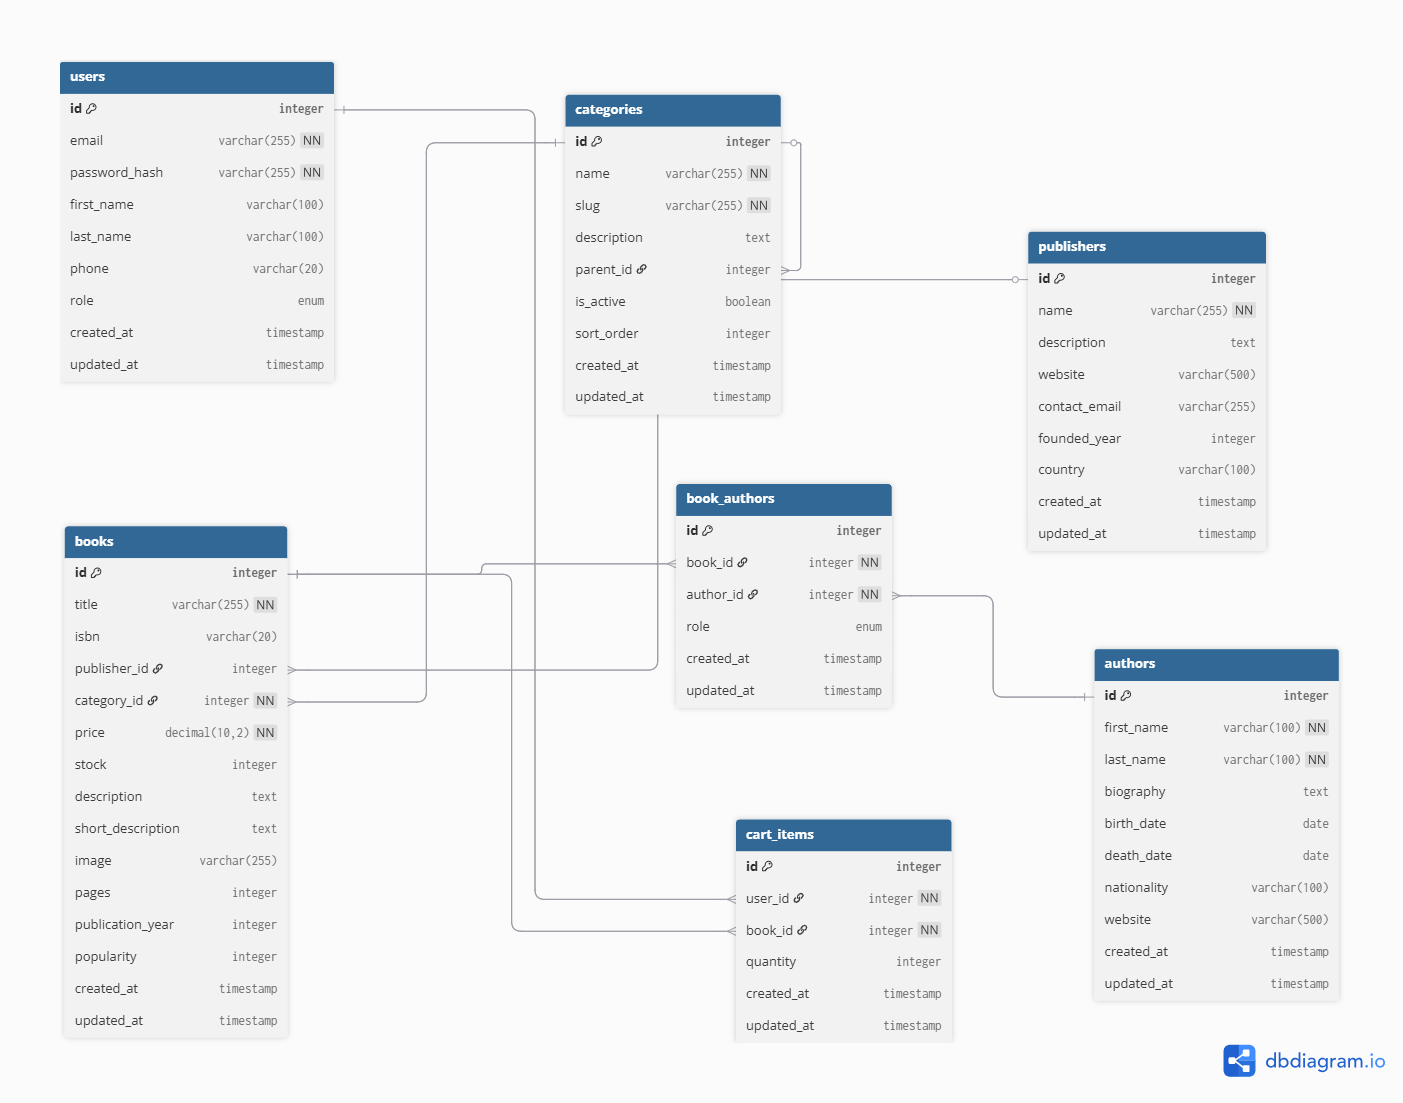 users
id integer
email varchar(255) NN
password_hash varchar(255) NN
first_name varchar(100)
last_name varchar(100)
phone varchar(20)
role enum
created_at timestamp
updated_at timestamp
categories
id integer
name varchar(255) NN
slug varchar(255) NN
description text
parent_id integer
is_active boolean
sort_order integer
created_at timestamp
updated_at timestamp
publishers
id integer
name varchar(255) NN
description text
website varchar(500)
contact_email varchar(255)
founded_year integer
country varchar(100)
created_at timestamp
updated_at timestamp
books
id integer
title varchar(255) NN
isbn varchar(20)
publisher_id integer
category_id integer NN
price decimal(10,2) NN
stock integer
description text
short_description text
image varchar(255)
pages integer
publication_year integer
popularity integer
created_at timestamp
updated_at timestamp
book_authors
id integer
book_id integer NN
author_id integer NN
role enum
created_at timestamp
updated_at timestamp
authors
id integer
first_name varchar(100) NN
last_name varchar(100) NN
biography text
birth_date date
death_date date
nationality varchar(100)
website varchar(500)
created_at timestamp
updated_at timestamp
cart_items
id integer
user_id integer NN
book_id integer NN
quantity integer
created_at timestamp
updated_at timestamp
dbdiagram.io